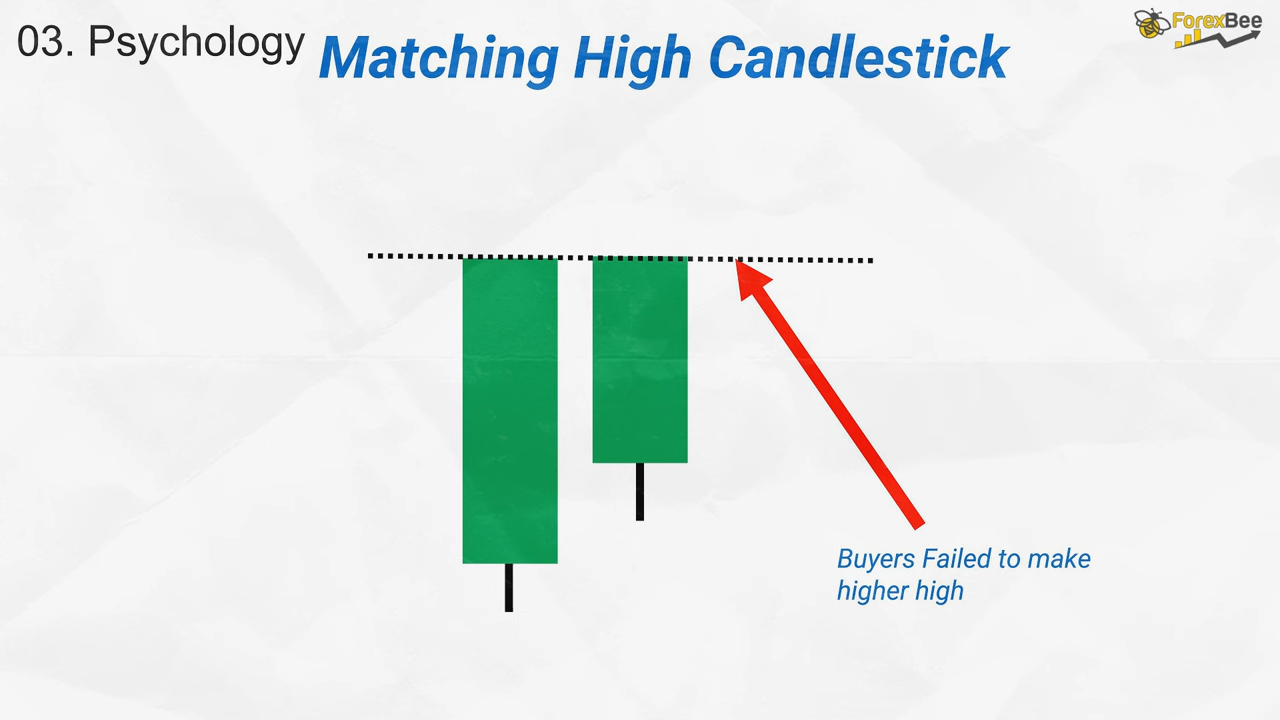 03. Psychology
Matching High Candlestick
ForexBee
Buyers Failed to make
higher high